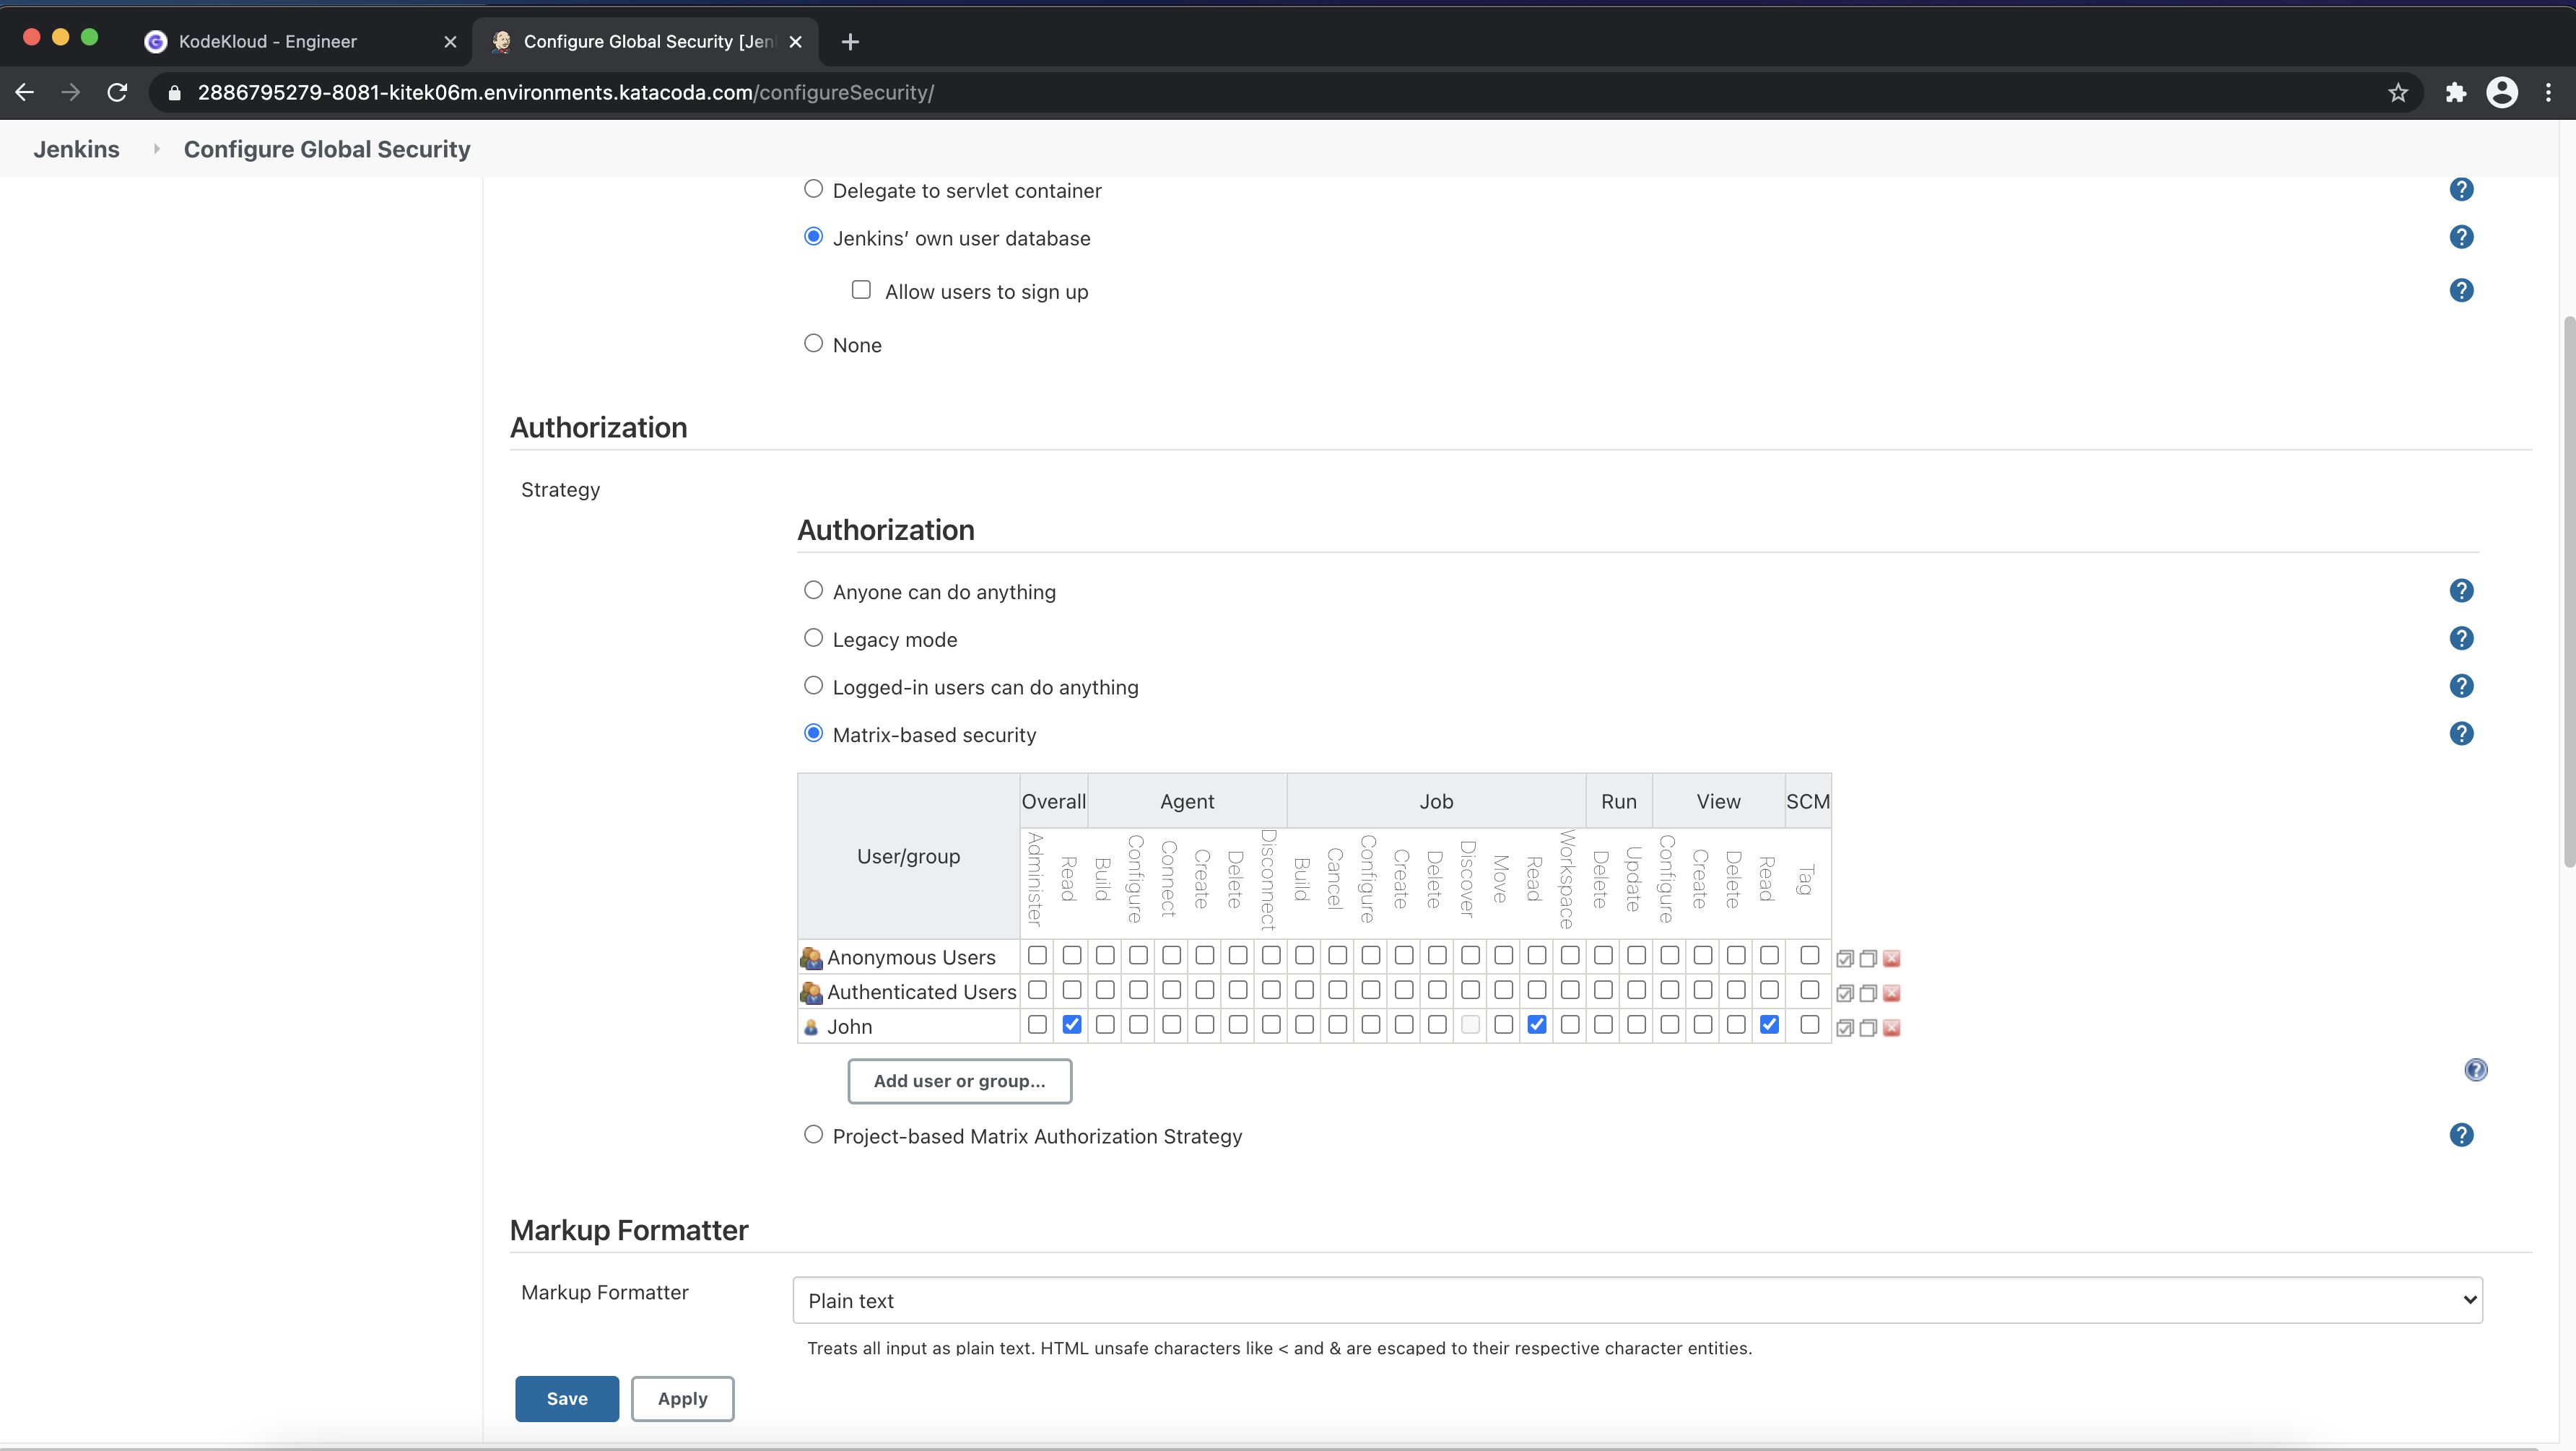 KodeKloud - Engineer
Configure Global Security [Jen
2886795279-8081-kitek06m.environments.katacoda.com/configureSecurity/
Jenkins
Configure Global Security
Delegate to servlet container
Jenkins’ own user database
Allow users to sign up
None
Authorization
Strategy
Authorization
Anyone can do anything
Legacy mode
Logged-in users can do anything
Matrix-based security
User/group Overall Agent Job Run View SCM
Administer Read Build Configure Connect Create Delete Disconnect Build Cancel Configure Create Delete Discover Move Read Workspace Delete Update Configure Create Delete Read Tag
Anonymous Users
Authenticated Users
John
Add user or group...
Project-based Matrix Authorization Strategy
Markup Formatter
Markup Formatter
Plain text
Treats all input as plain text. HTML unsafe characters like < and & are escaped to their respective character entities.
Save
Apply